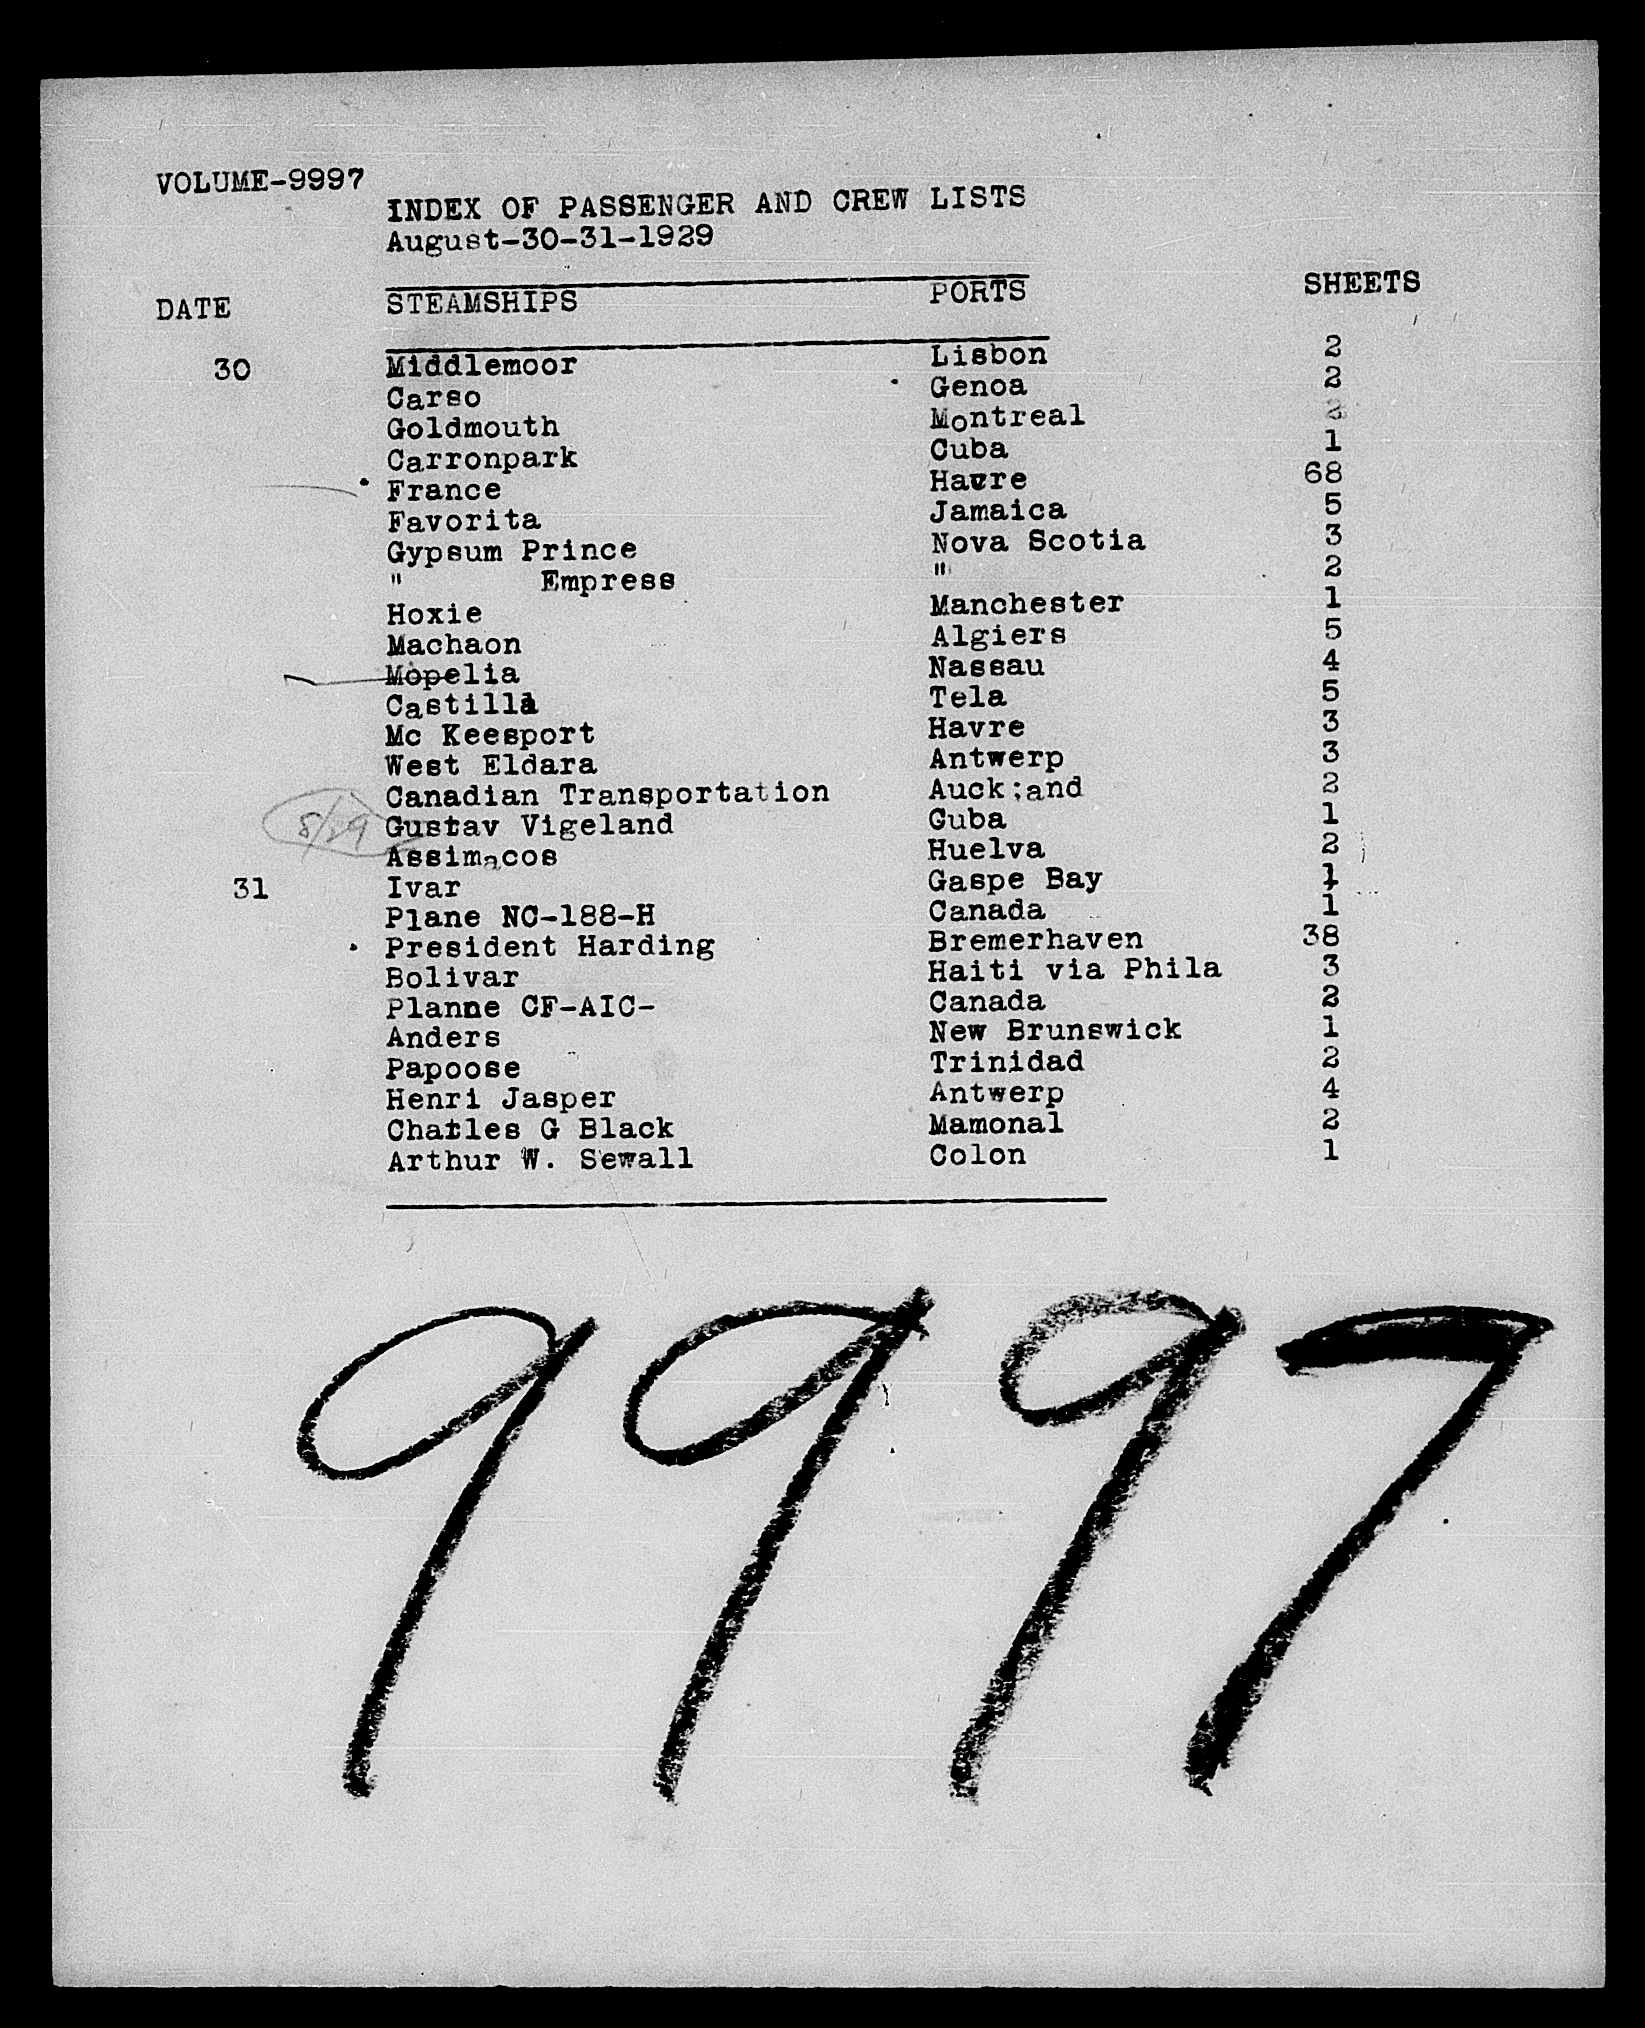 VOLUME-9997
INDEX OF PASSENGER AND CREW LISTS
August-30-31-1929
DATE STEAMSHIPS PORTS SHEETS
30 Middlemoor Lisbon 2
Carso Genoa 2
Goldmouth Montreal 2
Carronpark Cuba 1
France Havre 68
Favorita Jamaica 5
Gypsum Prince Nova Scotia 3
" Empress " 2
Hoxie Manchester 1
Machaon Algiers 5
Mopelia Nassau 4
Castilla Tela 5
Mc Keesport Havre 3
West Eldara Antwerp 3
Canadian Transportation Auck;and 2
8/29 Gustav Vigeland Guba 1
Assimacos Huelva 2
31 Ivar Gaspe Bay 1
Plane NC-188-H Canada 1
President Harding Bremerhaven 38
Bolivar Haiti via Phila 3
Planne CF-AIC- Canada 2
Anders New Brunswick 1
Papoose Trinidad 2
Henri Jasper Antwerp 4
Charles G Black Mamonal 2
Arthur W. Sewall Colon 1
9997